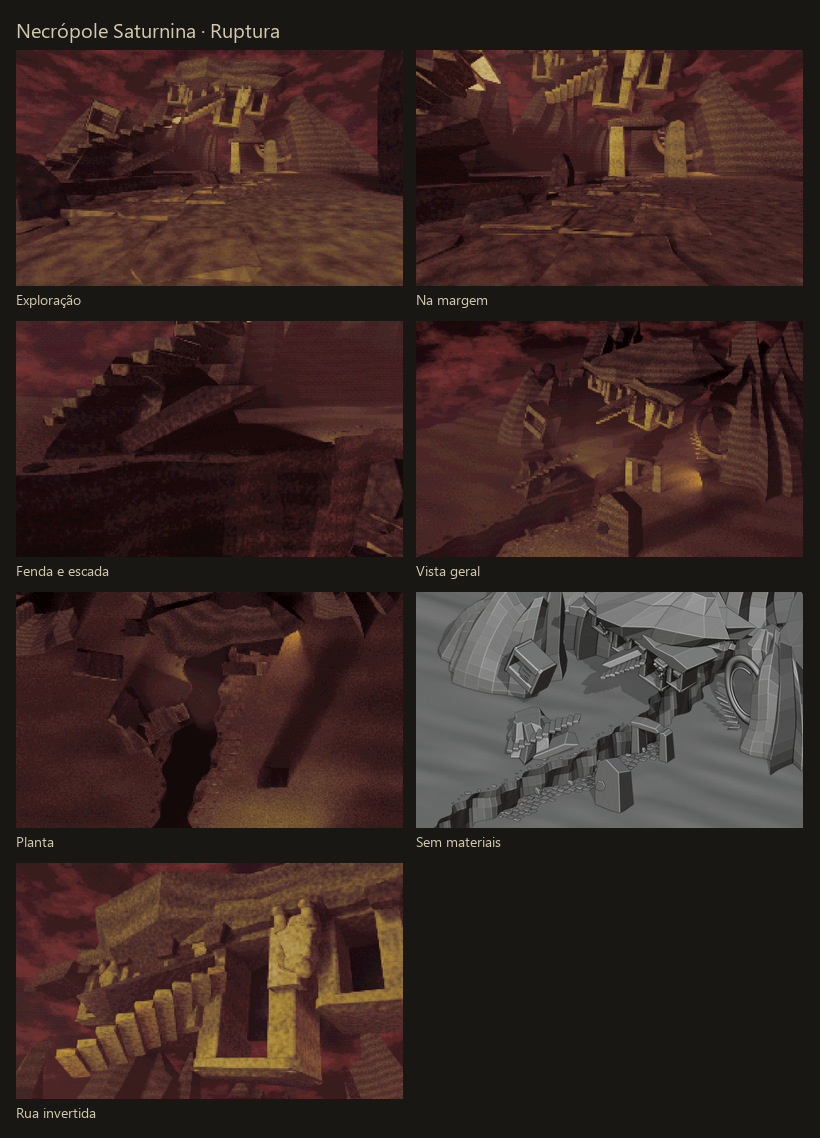 Necrópole Saturnina · Ruptura
Exploração
Na margem
Fenda e escada
Vista geral
Planta
Sem materiais
Rua invertida